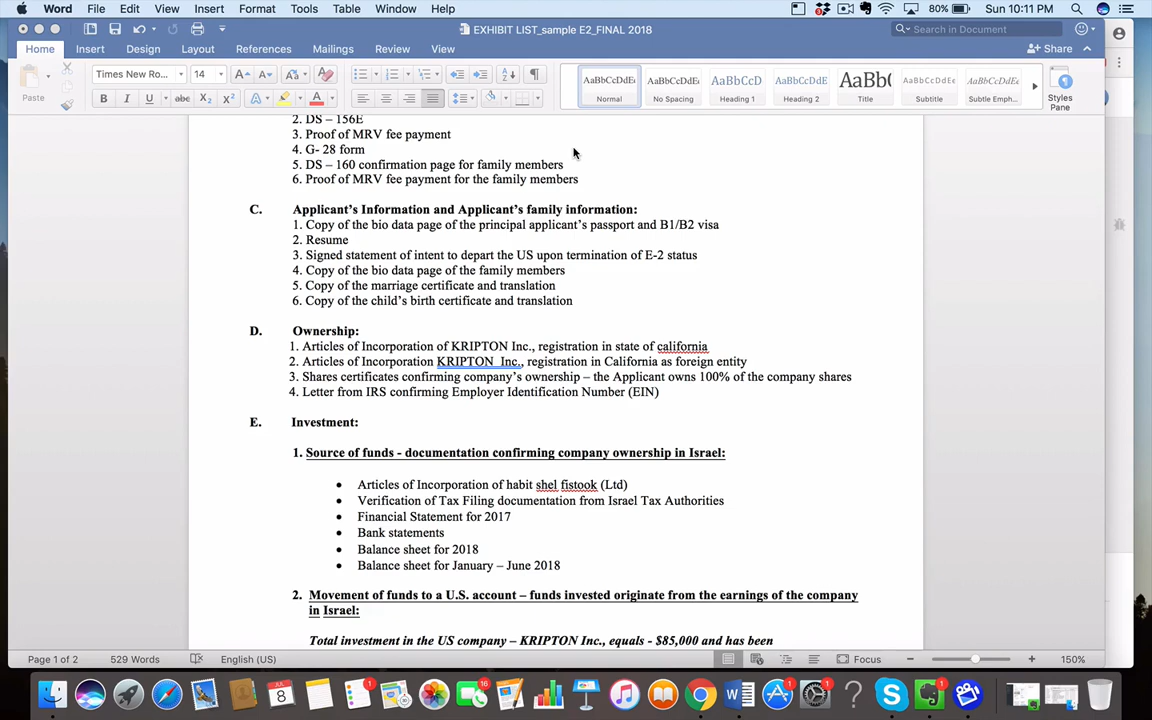 Word File Edit View Insert Format Tools Table Window Help 3 80% Sun 10:11 PM
EXHIBIT LIST_sample E2_FINAL 2018
Search in Document
Home Insert Design Layout References Mailings Review View Share
Paste Times New Ro... 14 A A Aa A
B I U abc X2 X2 A A
AaBbCcDdEe AaBbCcDdEe AaBbCcD AaBbCcDdE AaBb( AaBbCcDdEe AaBbCcDdEe
Normal No Spacing Heading 1 Heading 2 Title Subtitle Subtle Emph... Styles Pane
2. DS – 156E
3. Proof of MRV fee payment
4. G- 28 form
5. DS – 160 confirmation page for family members
6. Proof of MRV fee payment for the family members
C. Applicant's Information and Applicant's family information:
1. Copy of the bio data page of the principal applicant's passport and B1/B2 visa
2. Resume
3. Signed statement of intent to depart the US upon termination of E-2 status
4. Copy of the bio data page of the family members
5. Copy of the marriage certificate and translation
6. Copy of the child's birth certificate and translation
D. Ownership:
1. Articles of Incorporation of KRIPTON Inc., registration in state of california
2. Articles of Incorporation KRIPTON Inc., registration in California as foreign entity
3. Shares certificates confirming company's ownership – the Applicant owns 100% of the company shares
4. Letter from IRS confirming Employer Identification Number (EIN)
E. Investment:
1. Source of funds - documentation confirming company ownership in Israel:
• Articles of Incorporation of habit shel fistook (Ltd)
• Verification of Tax Filing documentation from Israel Tax Authorities
• Financial Statement for 2017
• Bank statements
• Balance sheet for 2018
• Balance sheet for January – June 2018
2. Movement of funds to a U.S. account – funds invested originate from the earnings of the company
in Israel:
Total investment in the US company – KRIPTON Inc., equals - $85,000 and has been
Page 1 of 2 529 Words English (US) Focus 150%
JUL 8 1 16 1 1